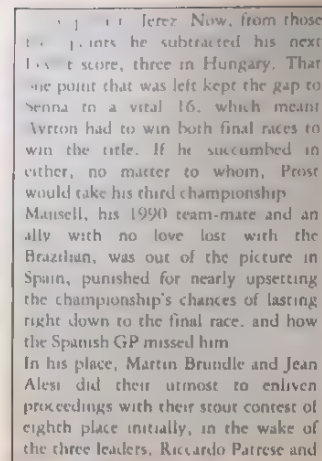 Jerez Now, from those
he subtracted his next
score, three in Hungary. That
one point that was left kept the gap to
Senna to a vital 16, which meant
Ayrton had to win both final races to
win the title. If he succumbed in
either, no matter to whom, Prost
would take his third championship
Mansell, his 1990 team-mate and an
ally with no love lost with the
Brazilian, was out of the picture in
Spain, punished for nearly upsetting
the championship's chances of lasting
right down to the final race. and how
the Spanish GP missed him
In his place, Martin Brundle and Jean
Alesi did their utmost to enliven
proceedings with their stout contest of
eighth place initially, in the wake of
the three leaders, Riccardo Patrese and